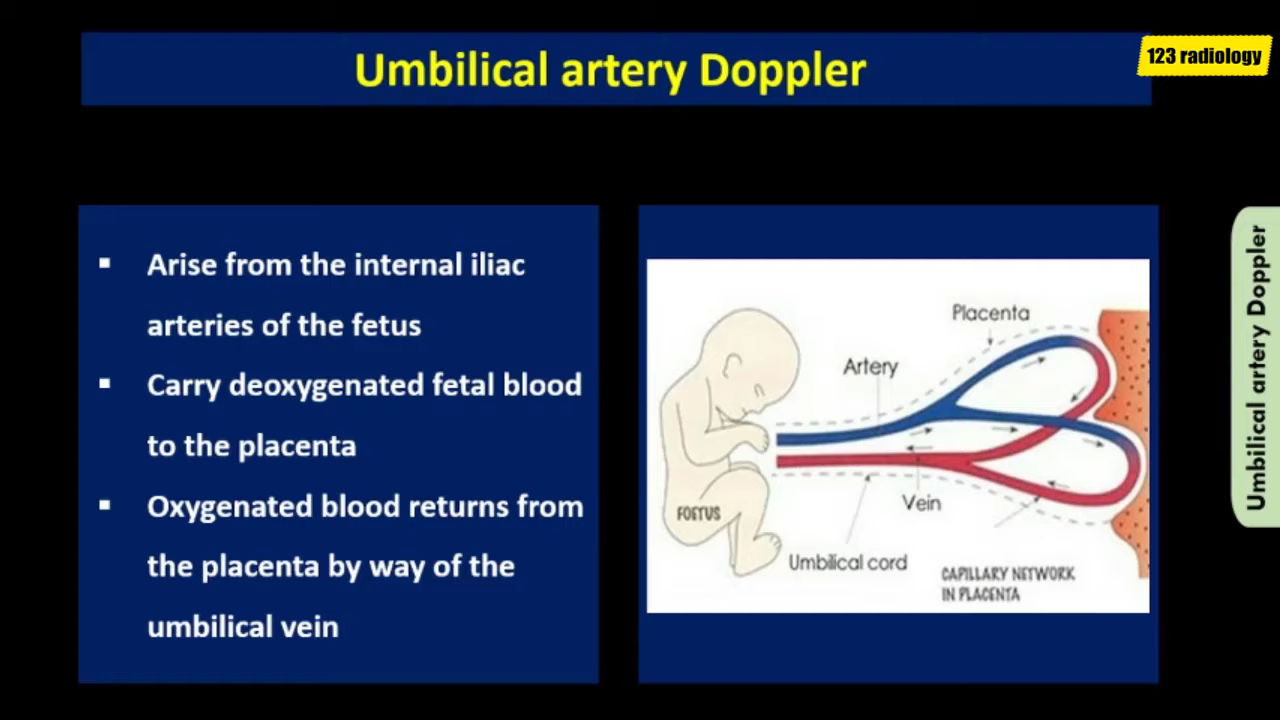 Umbilical artery Doppler
123 radiology
▪ Arise from the internal iliac
arteries of the fetus
▪ Carry deoxygenated fetal blood
to the placenta
▪ Oxygenated blood returns from
the placenta by way of the
umbilical vein
Placenta
Artery
Vein
FOETUS
Umbilical cord
CAPILLARY NETWORK
IN PLACENTA
Umbilical artery Doppler